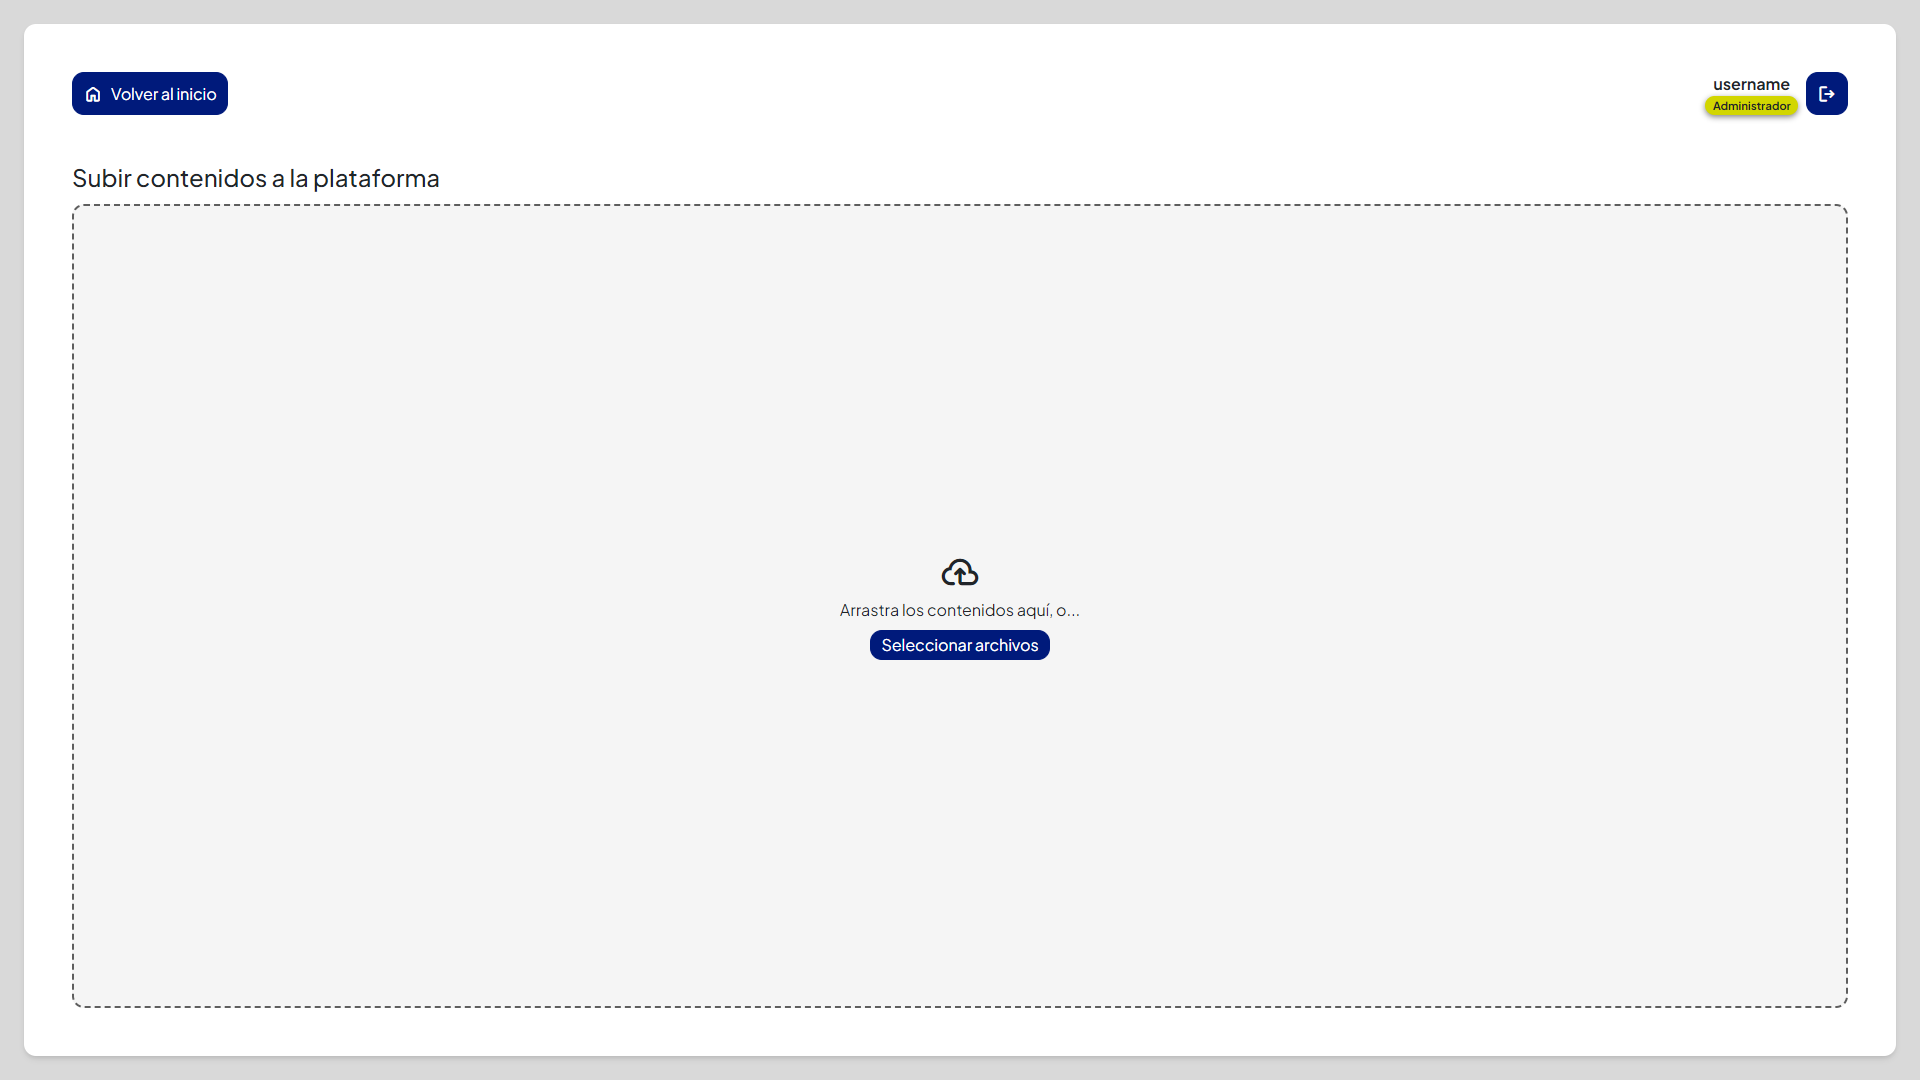 Volver al inicio
username
Administrador
Subir contenidos a la plataforma
Arrastra los contenidos aquí, o...
Seleccionar archivos